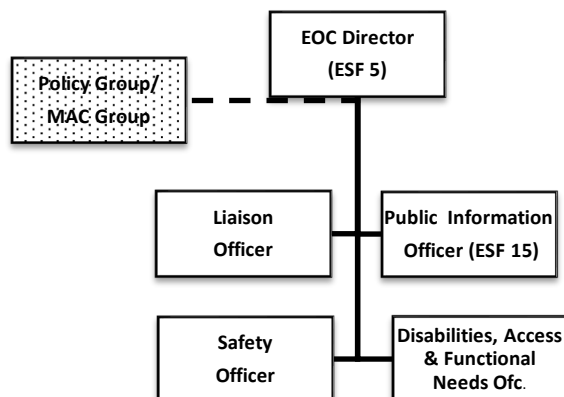 EOC Director
(ESF 5)
Policy Group/
MAC Group
Liaison
Officer
Public Information
Officer (ESF 15)
Safety
Officer
Disabilities, Access
& Functional
Needs Ofc.